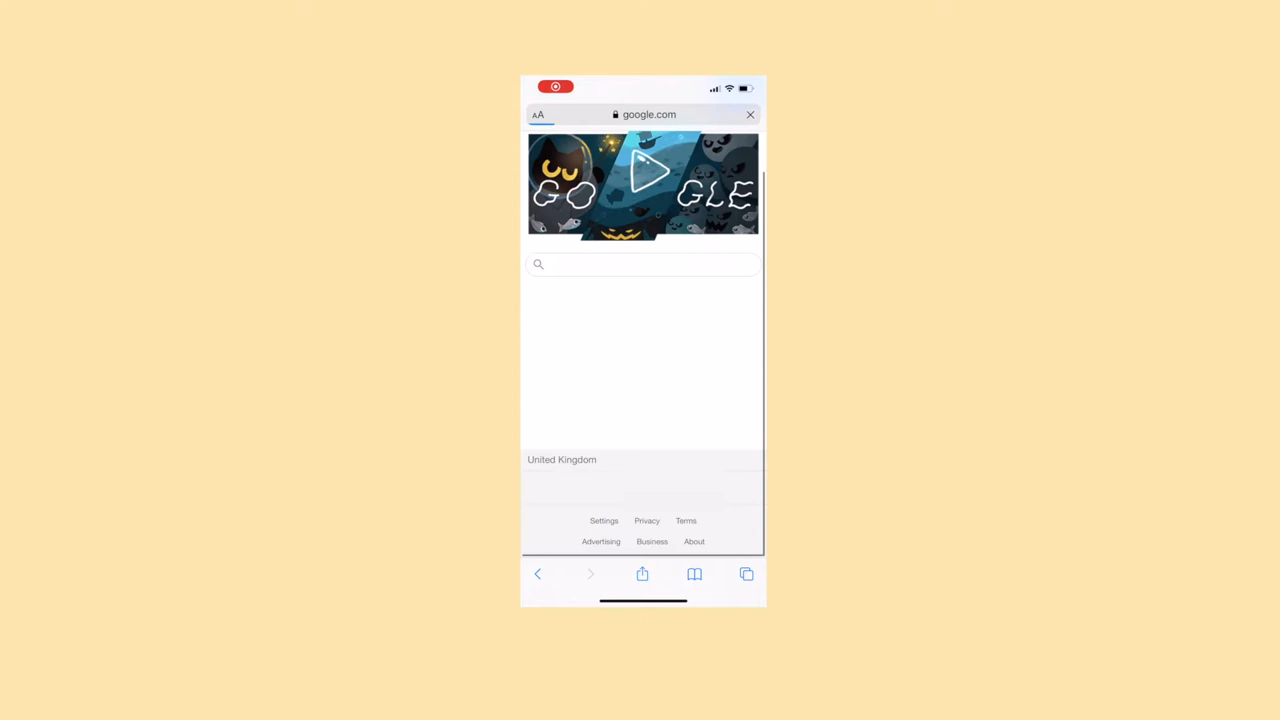 AA google.com
GO GLE
United Kingdom
Settings Privacy Terms
Advertising Business About